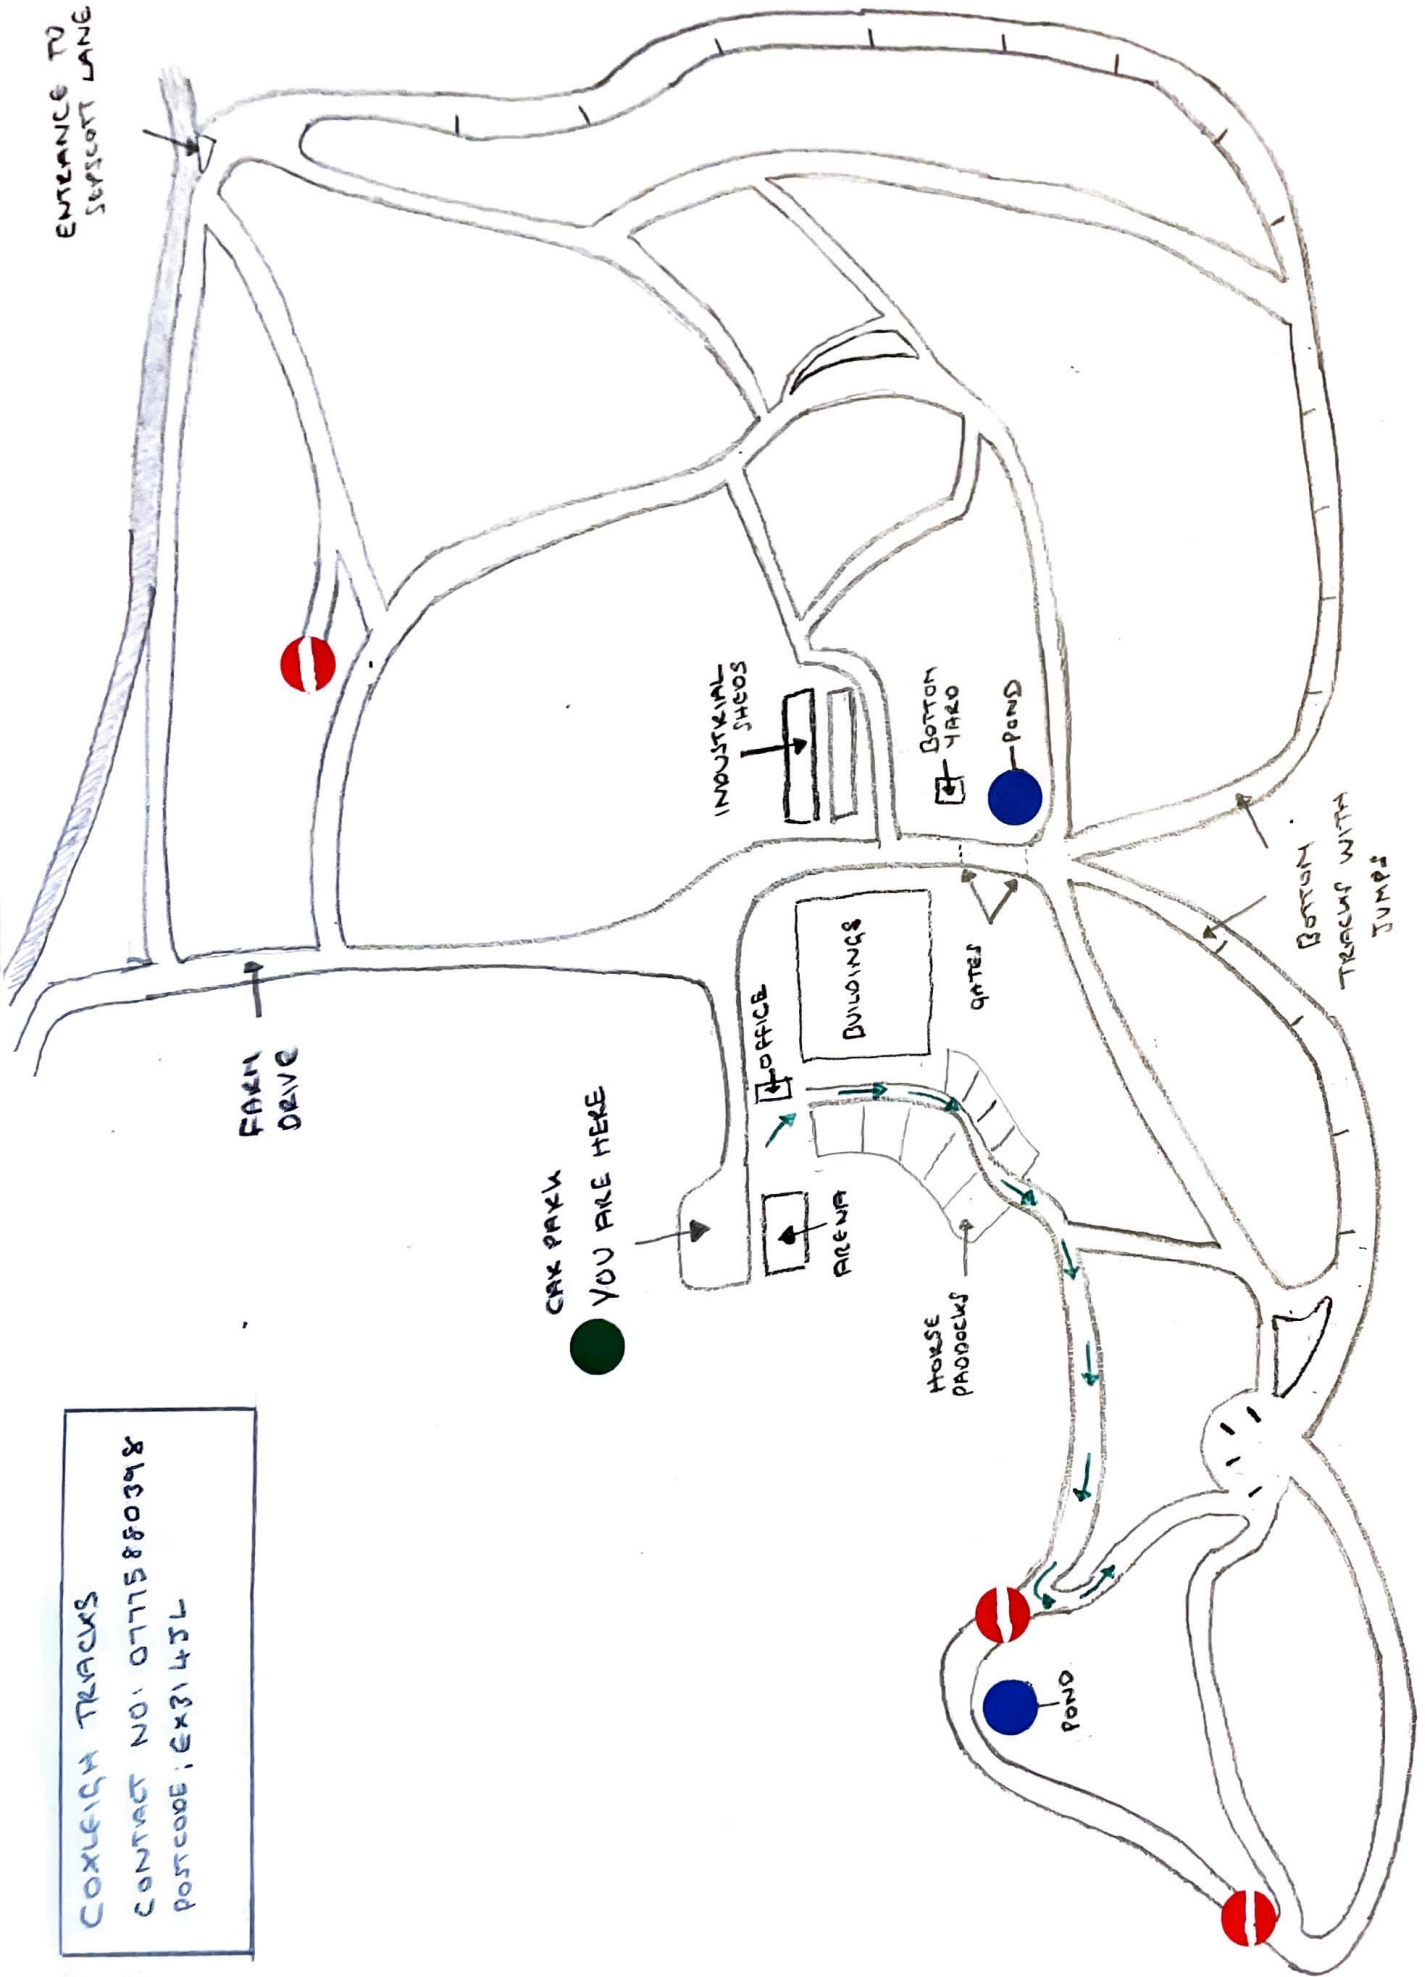 COXLEIGH TRACKS
CONTACT NO: 07775880398
POSTCODE: EX31 4JL
ENTRANCE TO
SEPSCOTT LANE
FARM
DRIVE
CAR PARK
YOU ARE HERE
INDUSTRIAL
SHEDS
BOTTOM
YARD
POND
OFFICE
BUILDINGS
GATES
ARENA
HORSE
PADDOCKS
BOTTOM
TRACKS WITH
JUMPS
POND